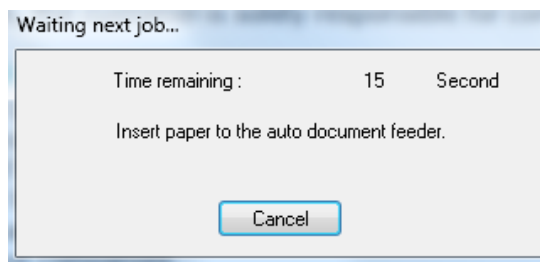 Waiting next job...
Time remaining : 15 Second
Insert paper to the auto document feeder.
Cancel